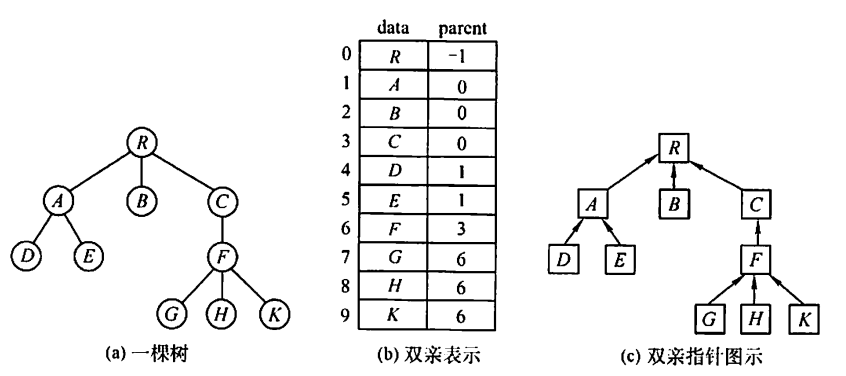 data parent
0 R -1
1 A 0
2 B 0
3 C 0
4 D 1
5 E 1
6 F 3
7 G 6
8 H 6
9 K 6
R
A B C
D E F
G H K
R
A B C
D E F
G H K
(a) 一棵树 (b) 双亲表示 (c) 双亲指针图示